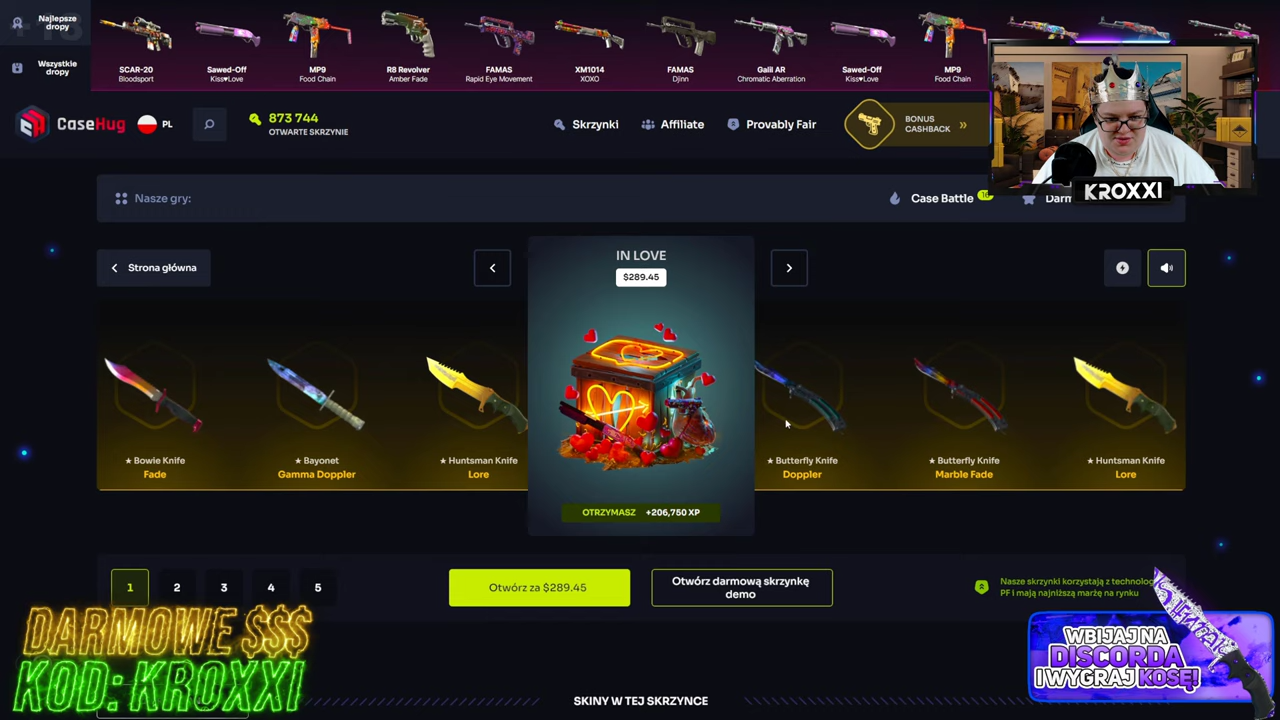 Najlepsze
dropy
Wszystkie
dropy
SCAR-20
Bloodsport
Sawed-Off
Kiss♥Love
MP9
Food Chain
R8 Revolver
Amber Fade
FAMAS
Rapid Eye Movement
XM1014
XOXO
FAMAS
Djinn
Galil AR
Chromatic Aberration
Sawed-Off
Kiss♥Love
MP9
Food Chain
CaseHug
PL
873 744
OTWARTE SKRZYNIE
Skrzynki
Affiliate
Provably Fair
BONUS
CASHBACK
KROXXI
Nasze gry:
Case Battle
16
Darm
Strona główna
IN LOVE
$289.45
OTRZYMASZ +206,750 XP
★ Bowie Knife
Fade
★ Bayonet
Gamma Doppler
★ Huntsman Knife
Lore
★ Butterfly Knife
Doppler
★ Butterfly Knife
Marble Fade
★ Huntsman Knife
Lore
1 2 3 4 5
Otwórz za $289.45
Otwórz darmową skrzynkę
demo
Nasze skrzynki korzystają z technolog
PF i mają najniższą marżę na rynku
DARMOWE $$$
KOD: KROXXI
WBIJAJ NA
DISCORDA
I WYGRAJ KOSĘ!
SKINY W TEJ SKRZYNCE